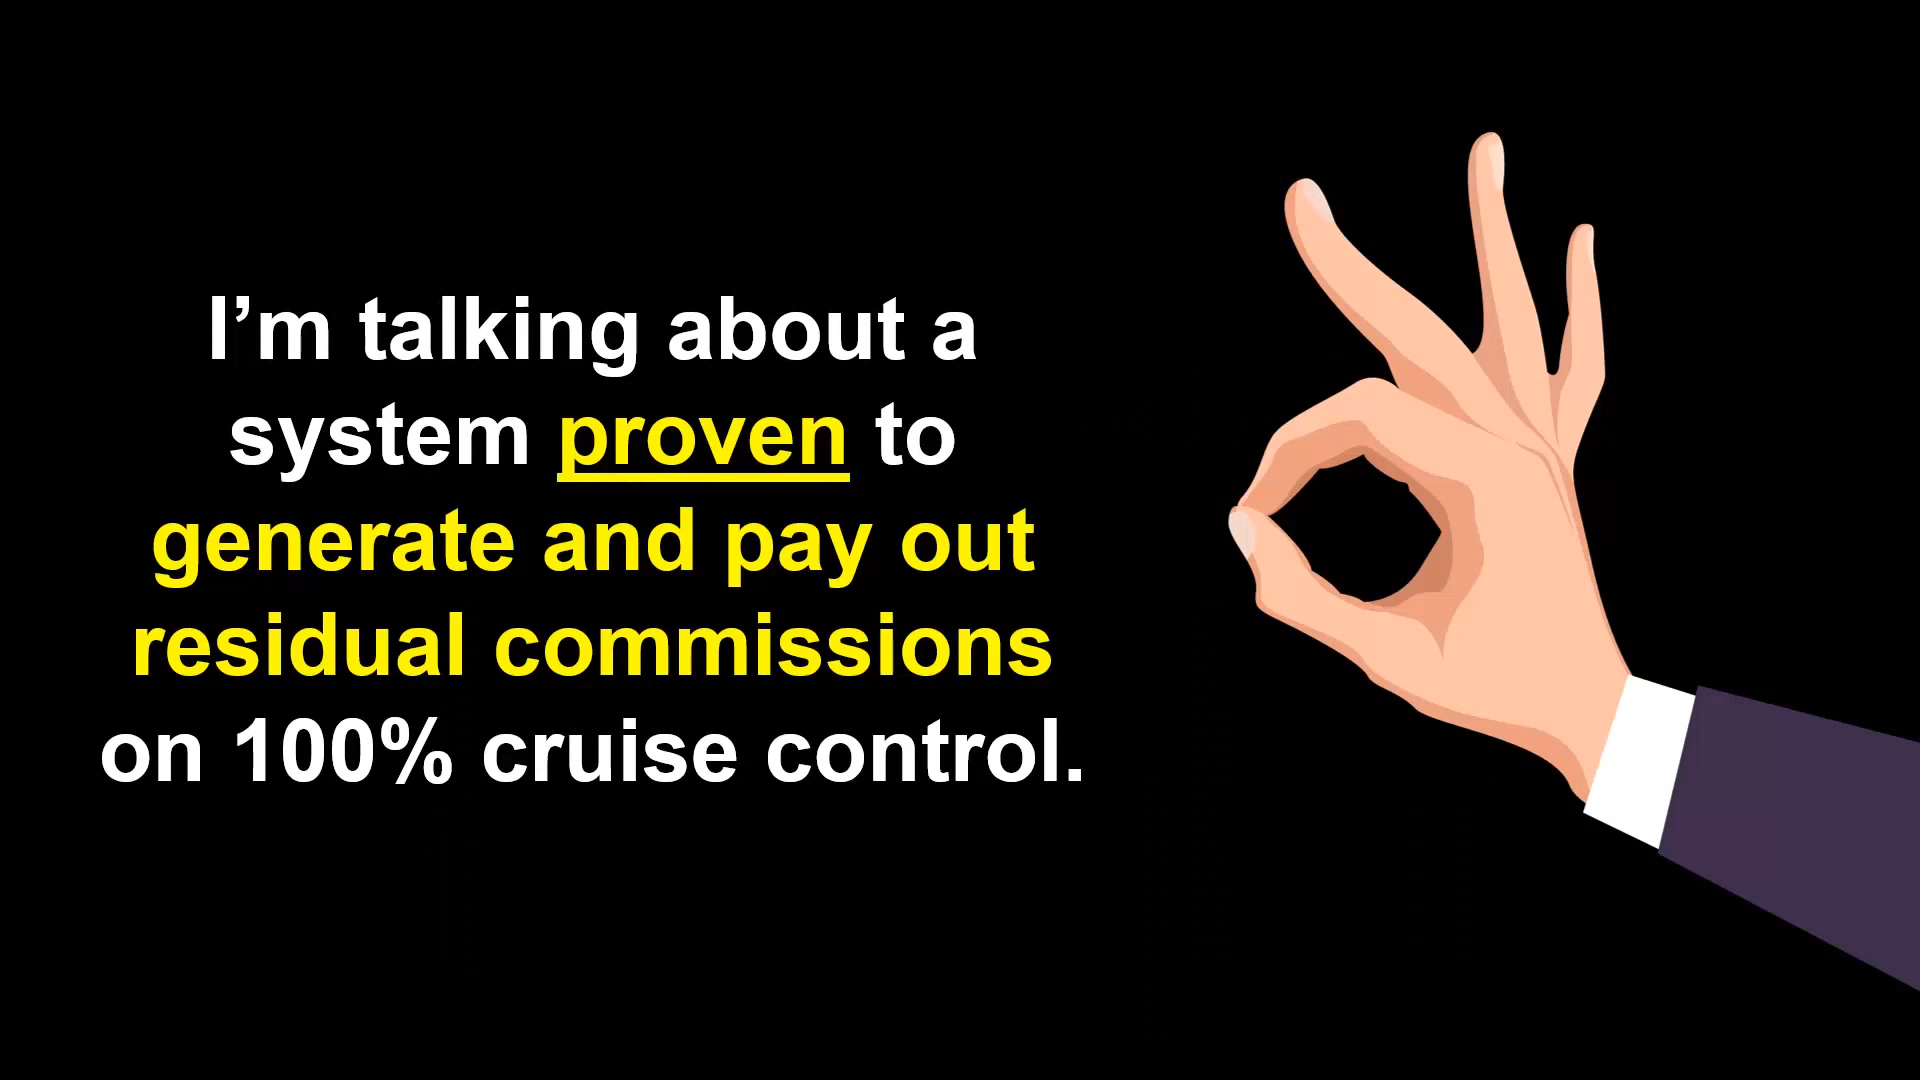 I’m talking about a
system proven to
generate and pay out
residual commissions
on 100% cruise control.